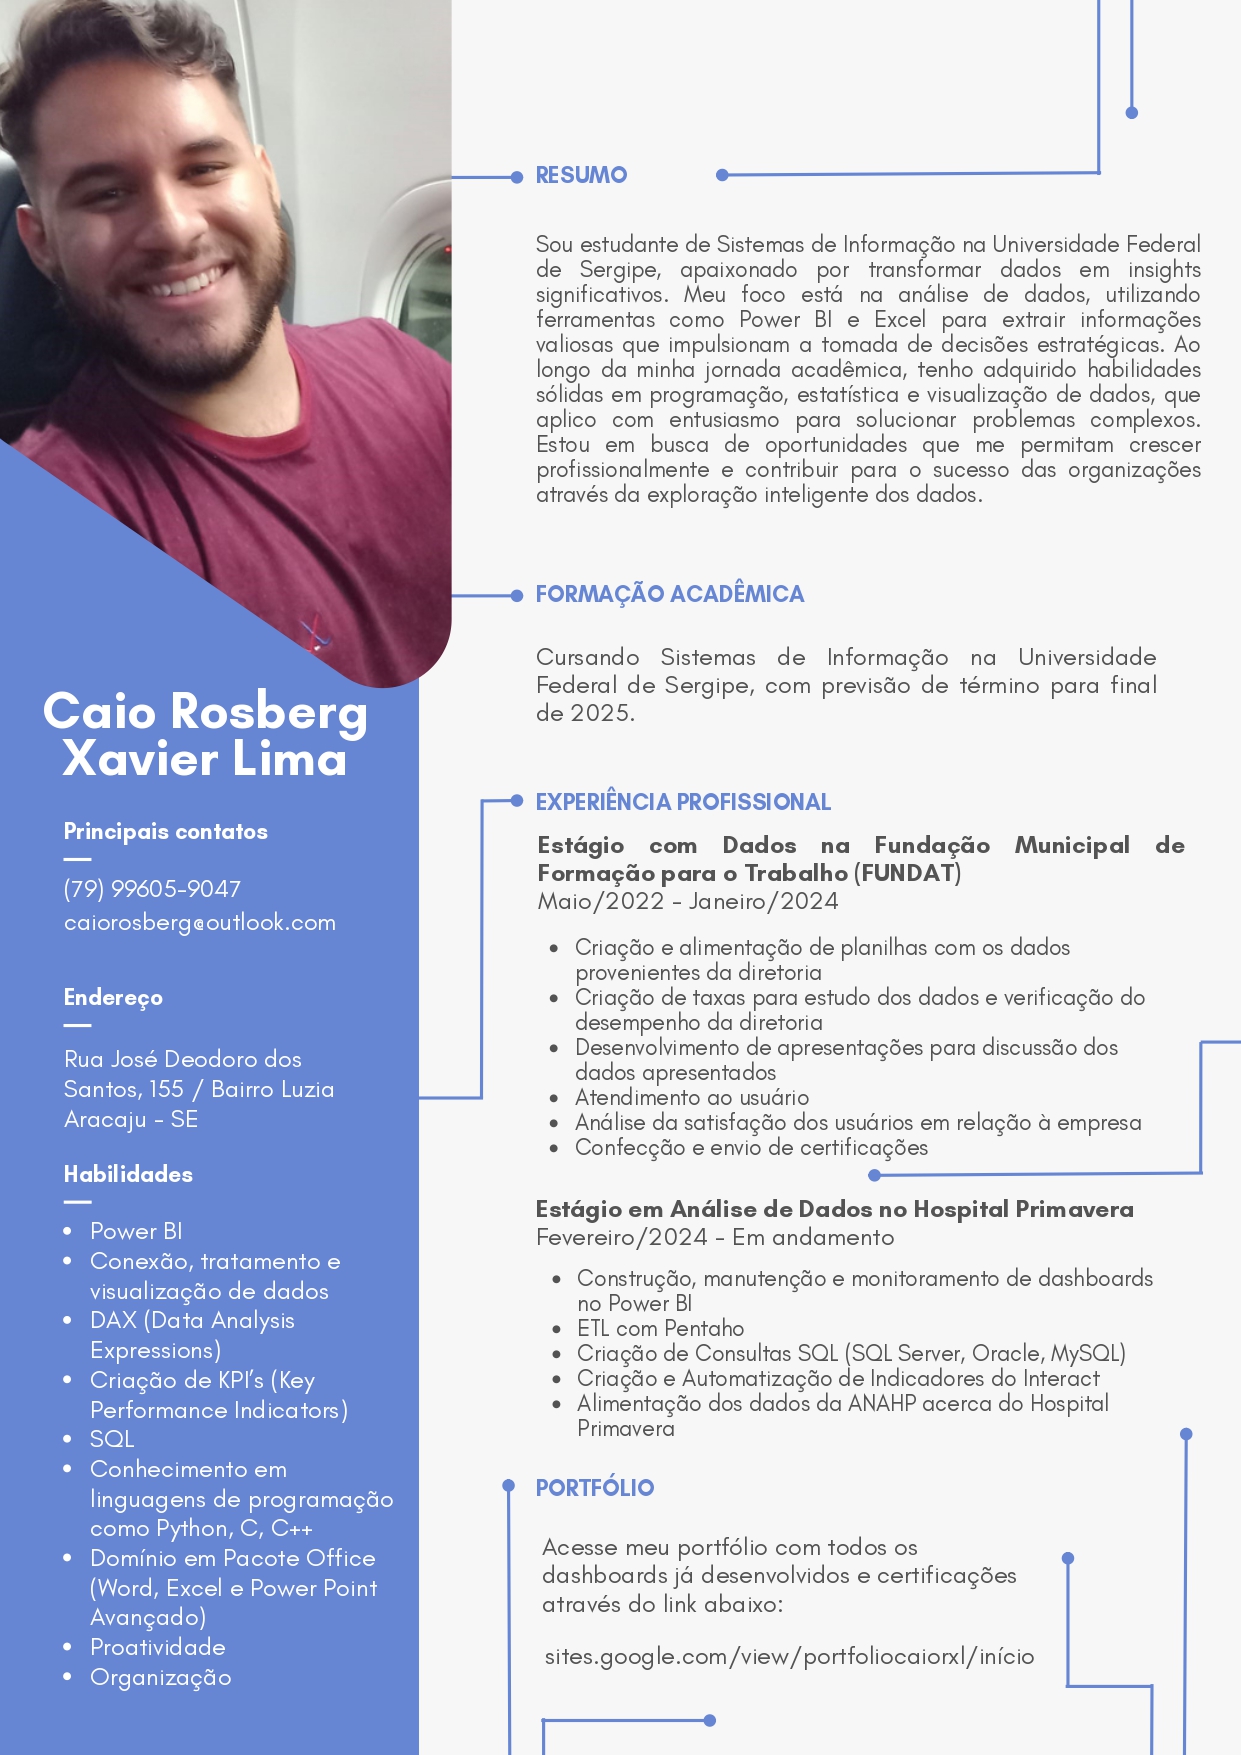 Caio Rosberg
Xavier Lima
Principais contatos
(79) 99605-9047
caiorosberg@outlook.com
Endereço
Rua José Deodoro dos
Santos, 155 / Bairro Luzia
Aracaju - SE
Habilidades
• Power BI
• Conexão, tratamento e
visualização de dados
• DAX (Data Analysis
Expressions)
• Criação de KPI’s (Key
Performance Indicators)
• SQL
• Conhecimento em
linguagens de programação
como Python, C, C++
• Domínio em Pacote Office
(Word, Excel e Power Point
Avançado)
• Proatividade
• Organização
RESUMO
Sou estudante de Sistemas de Informação na Universidade Federal
de Sergipe, apaixonado por transformar dados em insights
significativos. Meu foco está na análise de dados, utilizando
ferramentas como Power BI e Excel para extrair informações
valiosas que impulsionam a tomada de decisões estratégicas. Ao
longo da minha jornada acadêmica, tenho adquirido habilidades
sólidas em programação, estatística e visualização de dados, que
aplico com entusiasmo para solucionar problemas complexos.
Estou em busca de oportunidades que me permitam crescer
profissionalmente e contribuir para o sucesso das organizações
através da exploração inteligente dos dados.
FORMAÇÃO ACADÊMICA
Cursando Sistemas de Informação na Universidade
Federal de Sergipe, com previsão de término para final
de 2025.
EXPERIÊNCIA PROFISSIONAL
Estágio com Dados na Fundação Municipal de
Formação para o Trabalho (FUNDAT)
Maio/2022 - Janeiro/2024
• Criação e alimentação de planilhas com os dados
provenientes da diretoria
• Criação de taxas para estudo dos dados e verificação do
desempenho da diretoria
• Desenvolvimento de apresentações para discussão dos
dados apresentados
• Atendimento ao usuário
• Análise da satisfação dos usuários em relação à empresa
• Confecção e envio de certificações
Estágio em Análise de Dados no Hospital Primavera
Fevereiro/2024 - Em andamento
• Construção, manutenção e monitoramento de dashboards
no Power BI
• ETL com Pentaho
• Criação de Consultas SQL (SQL Server, Oracle, MySQL)
• Criação e Automatização de Indicadores do Interact
• Alimentação dos dados da ANAHP acerca do Hospital
Primavera
PORTFÓLIO
Acesse meu portfólio com todos os
dashboards já desenvolvidos e certificações
através do link abaixo:
sites.google.com/view/portfoliocaiorxl/início